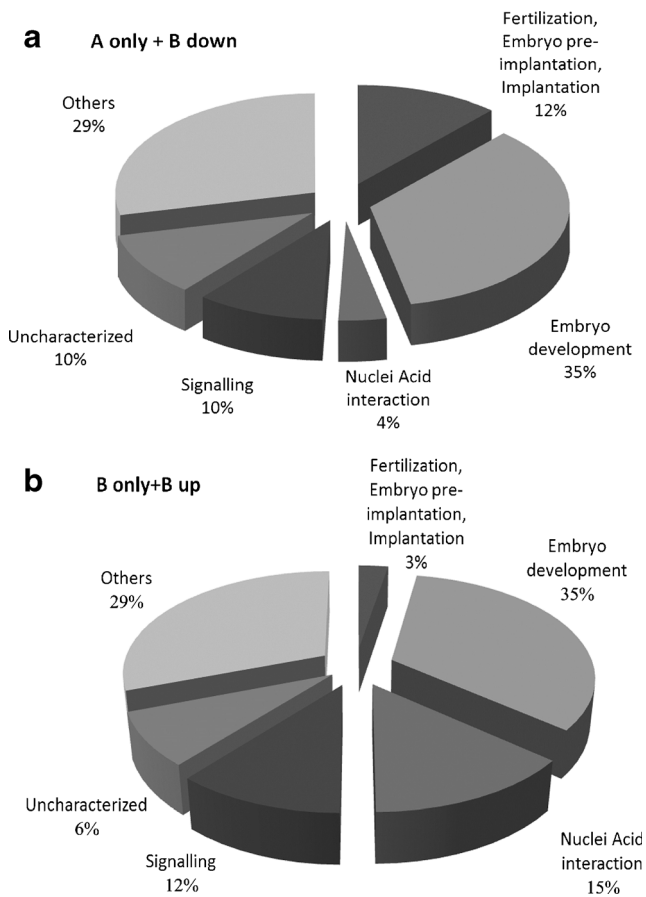 a
A only + B down
Fertilization,
Embryo pre-
implantation,
Implantation
12%
Others
29%
Embryo
development
35%
Uncharacterized
10%
Signalling
10%
Nuclei Acid
interaction
4%
b
B only+B up
Fertilization,
Embryo pre-
implantation,
Implantation
3%
Embryo
development
35%
Others
29%
Uncharacterized
6%
Signalling
12%
Nuclei Acid
interaction
15%